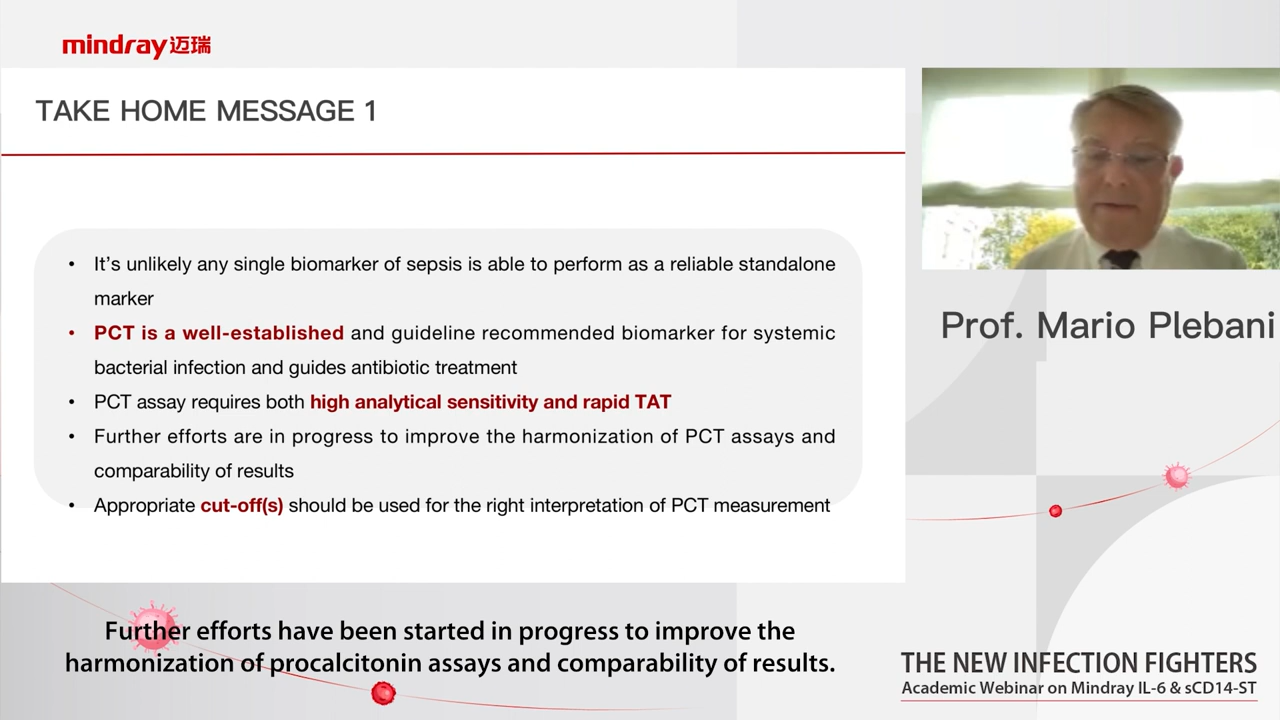 mindray迈瑞
TAKE HOME MESSAGE 1
• It’s unlikely any single biomarker of sepsis is able to perform as a reliable standalone
marker
• PCT is a well-established and guideline recommended biomarker for systemic
bacterial infection and guides antibiotic treatment
• PCT assay requires both high analytical sensitivity and rapid TAT
• Further efforts are in progress to improve the harmonization of PCT assays and
comparability of results
• Appropriate cut-off(s) should be used for the right interpretation of PCT measurement
Prof. Mario Plebani
Further efforts have been started in progress to improve the
harmonization of procalcitonin assays and comparability of results.
THE NEW INFECTION FIGHTERS
Academic Webinar on Mindray IL-6 & sCD14-ST